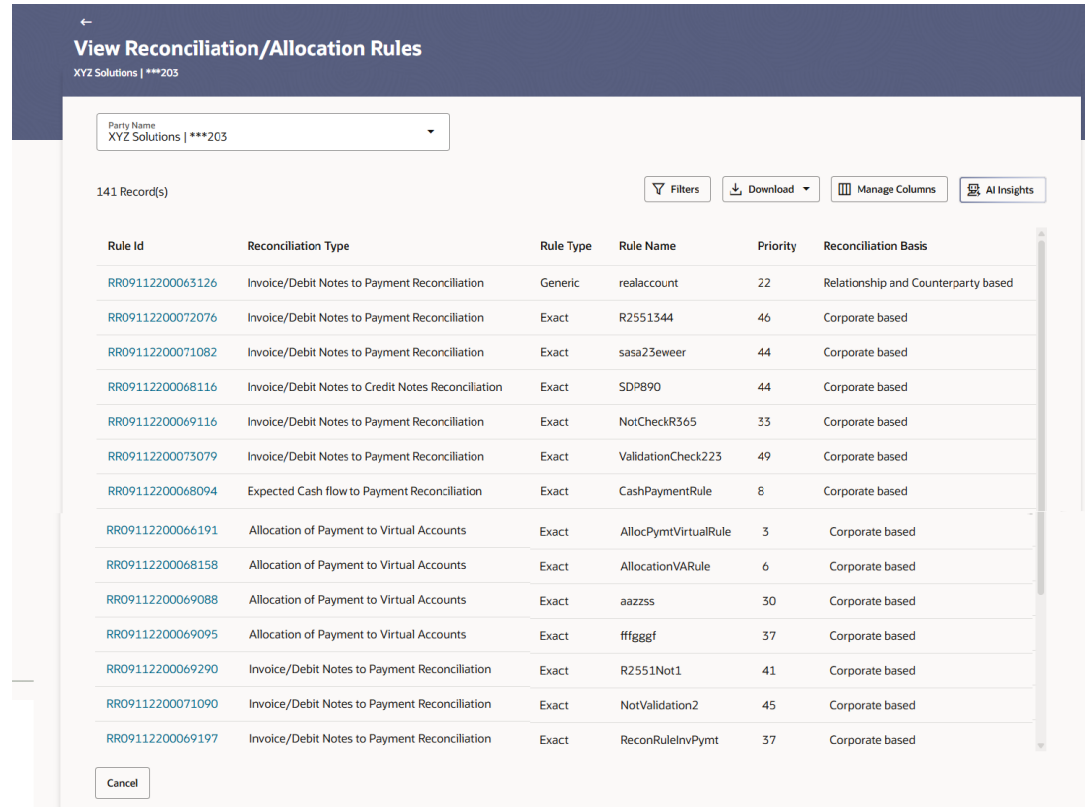 View Reconciliation/Allocation Rules
XYZ Solutions | ***203
Party Name
XYZ Solutions | ***203
141 Record(s)
Filters
Download
Manage Columns
AI Insights
Rule Id Reconciliation Type Rule Type Rule Name Priority Reconciliation Basis
RR09112200063126 Invoice/Debit Notes to Payment Reconciliation Generic realaccount 22 Relationship and Counterparty based
RR09112200072076 Invoice/Debit Notes to Payment Reconciliation Exact R2551344 46 Corporate based
RR09112200071082 Invoice/Debit Notes to Payment Reconciliation Exact sasa23eweer 44 Corporate based
RR09112200068116 Invoice/Debit Notes to Credit Notes Reconciliation Exact SDP890 44 Corporate based
RR09112200069116 Invoice/Debit Notes to Payment Reconciliation Exact NotCheckR365 33 Corporate based
RR09112200073079 Invoice/Debit Notes to Payment Reconciliation Exact ValidationCheck223 49 Corporate based
RR09112200068094 Expected Cash flow to Payment Reconciliation Exact CashPaymentRule 8 Corporate based
RR09112200066191 Allocation of Payment to Virtual Accounts Exact AllocPymtVirtualRule 3 Corporate based
RR09112200068158 Allocation of Payment to Virtual Accounts Exact AllocationVARule 6 Corporate based
RR09112200069088 Allocation of Payment to Virtual Accounts Exact aazzss 30 Corporate based
RR09112200069095 Allocation of Payment to Virtual Accounts Exact fffgggf 37 Corporate based
RR09112200069290 Invoice/Debit Notes to Payment Reconciliation Exact R2551Not1 41 Corporate based
RR09112200071090 Invoice/Debit Notes to Payment Reconciliation Exact NotValidation2 45 Corporate based
RR09112200069197 Invoice/Debit Notes to Payment Reconciliation Exact ReconRuleInvPymt 37 Corporate based
Cancel